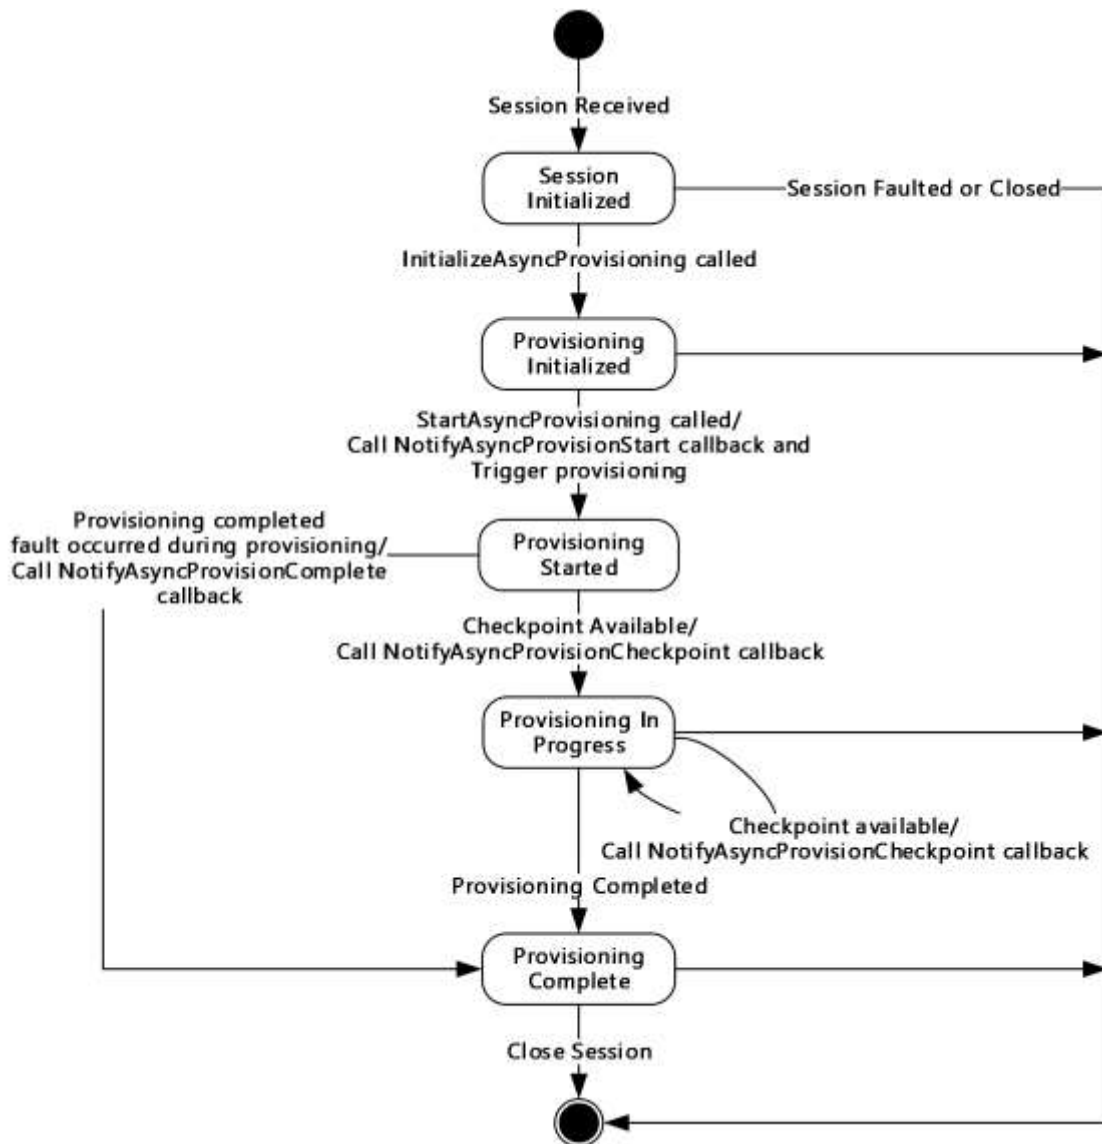 Session Received
Session
Initialized
Session Faulted or Closed
InitializeAsyncProvisioning called
Provisioning
Initialized
StartAsyncProvisioning called/
Call NotifyAsyncProvisionStart callback and
Trigger provisioning
Provisioning completed
fault occurred during provisioning/
Call NotifyAsyncProvisionComplete
callback
Provisioning
Started
Checkpoint Available/
Call NotifyAsyncProvisionCheckpoint callback
Provisioning In
Progress
Checkpoint available/
Call NotifyAsyncProvisionCheckpoint callback
Provisioning Completed
Provisioning
Complete
Close Session